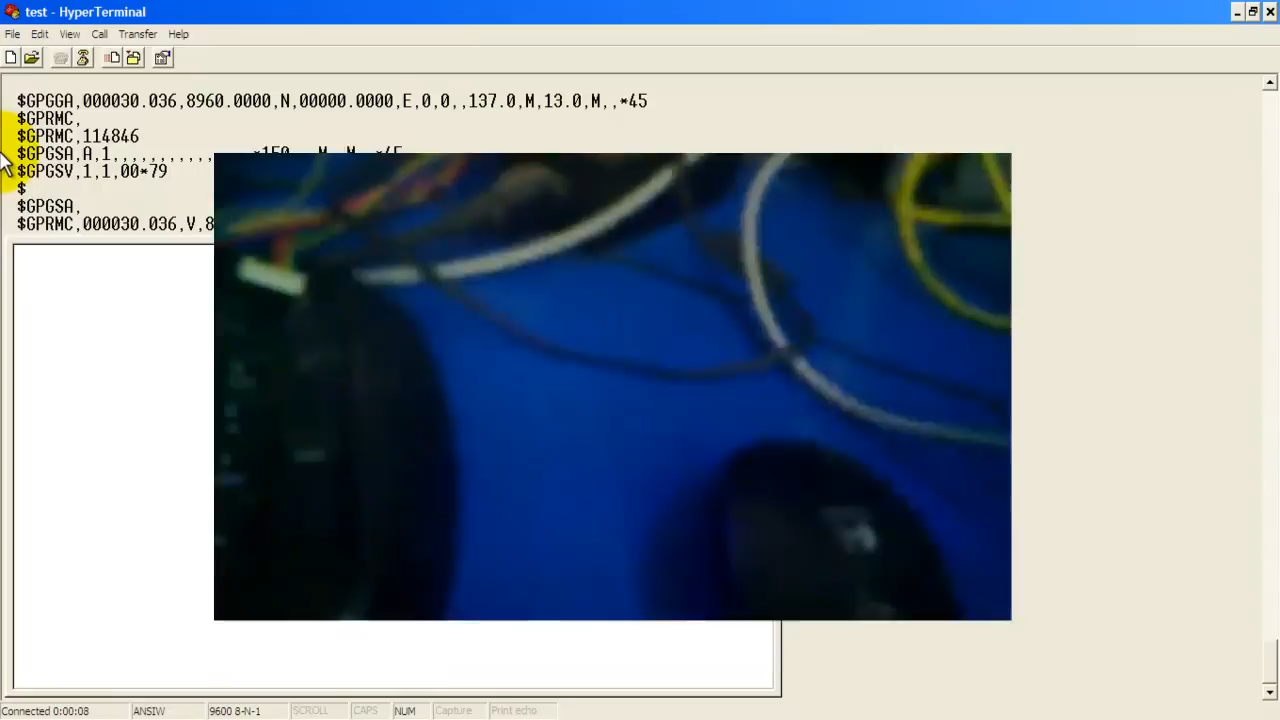 test - HyperTerminal
File Edit View Call Transfer Help
$GPGGA,000030.036,8960.0000,N,00000.0000,E,0,0,,137.0,M,13.0,M,,*45
$GPRMC,
$GPRMC,114846
$GPGSA,A,1,,,,,,,,,,,
$GPGSV,1,1,00*79
$
$GPGSA,
$GPRMC,000030.036,V,8
Connected 0:00:08 ANSIW 9600 8-N-1 SCROLL CAPS NUM Capture Print echo